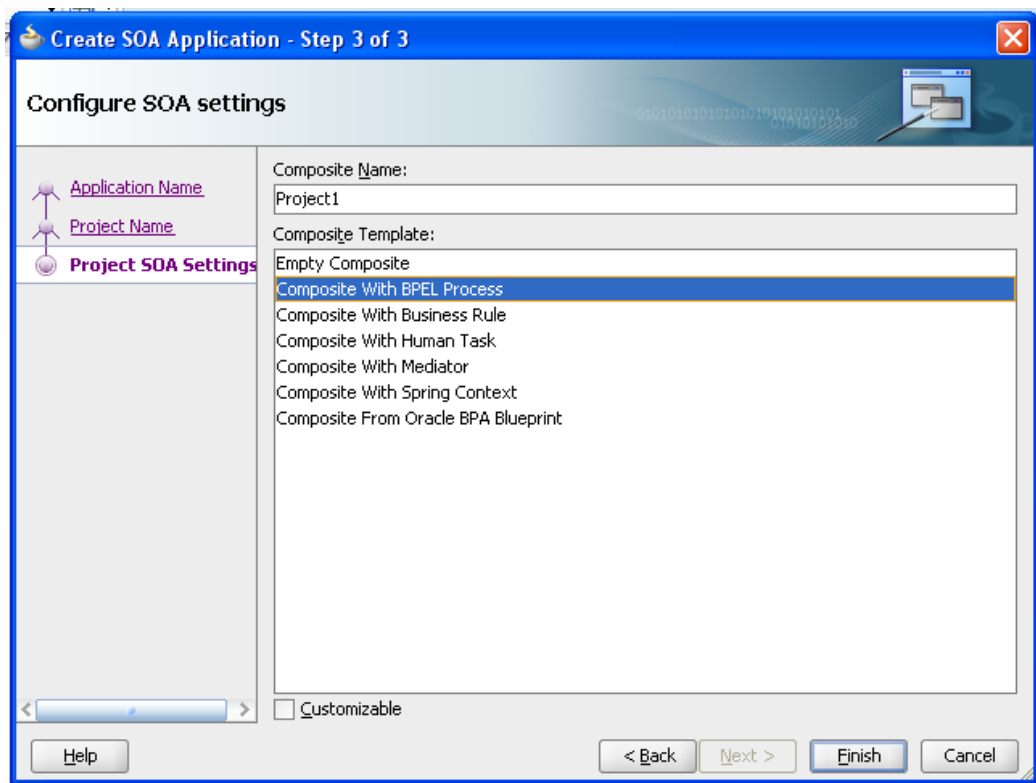 Create SOA Application - Step 3 of 3
Configure SOA settings
Application Name
Project Name
Project SOA Settings
Composite Name:
Project1
Composite Template:
Empty Composite
Composite With BPEL Process
Composite With Business Rule
Composite With Human Task
Composite With Mediator
Composite With Spring Context
Composite From Oracle BPA Blueprint
Customizable
Help
< Back
Next >
Finish
Cancel